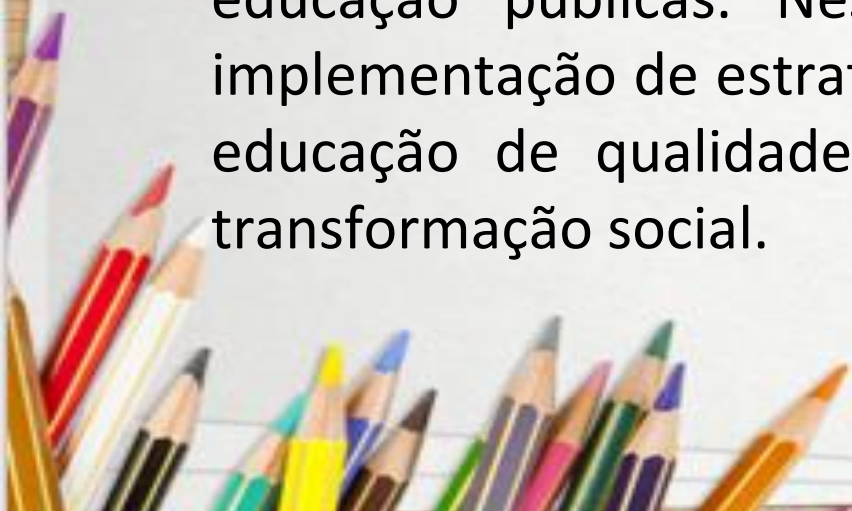 educação públicas.
implementação de
educação de qualidade
transformação social.